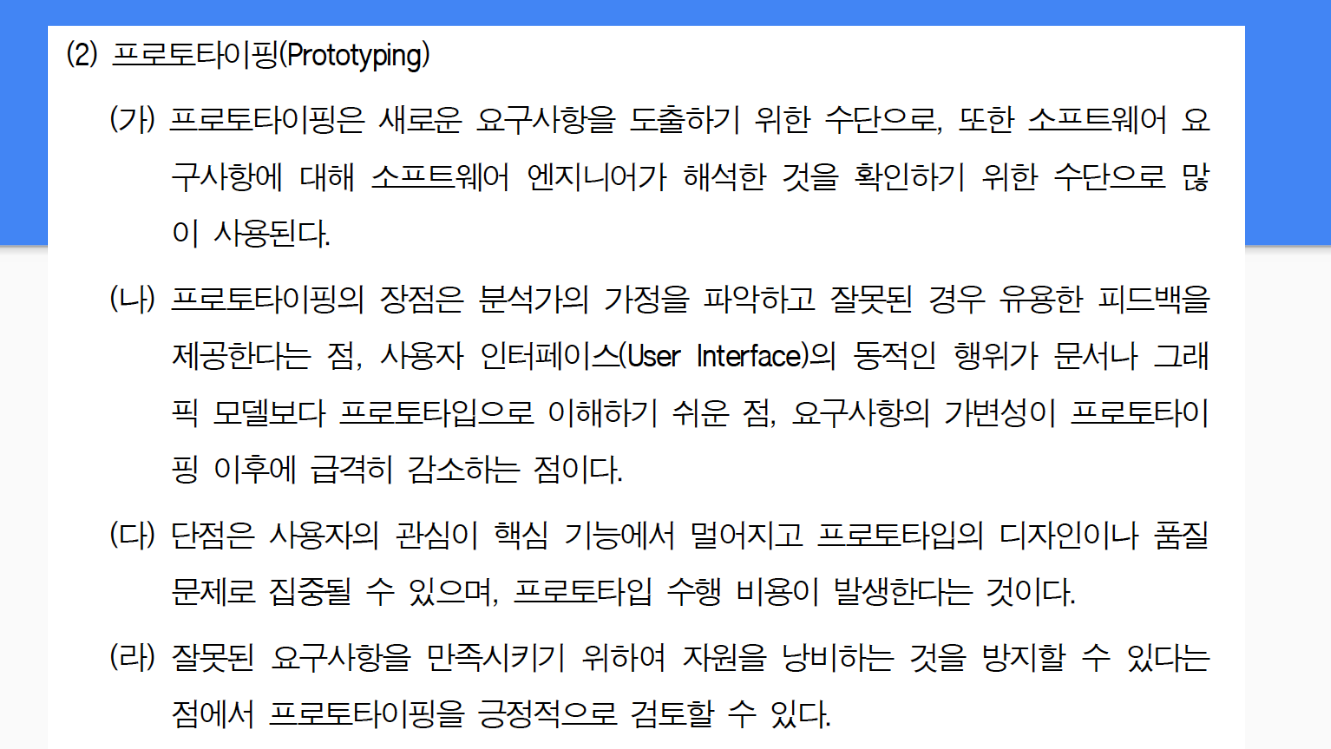 (2) 프로토타이핑(Prototyping)
(가) 프로토타이핑은 새로운 요구사항을 도출하기 위한 수단으로, 또한 소프트웨어 요
구사항에 대해 소프트웨어 엔지니어가 해석한 것을 확인하기 위한 수단으로 많
이 사용된다.
(나) 프로토타이핑의 장점은 분석가의 가정을 파악하고 잘못된 경우 유용한 피드백을
제공한다는 점, 사용자 인터페이스(User Interface)의 동적인 행위가 문서나 그래
픽 모델보다 프로토타입으로 이해하기 쉬운 점, 요구사항의 가변성이 프로토타이
핑 이후에 급격히 감소하는 점이다.
(다) 단점은 사용자의 관심이 핵심 기능에서 멀어지고 프로토타입의 디자인이나 품질
문제로 집중될 수 있으며, 프로토타입 수행 비용이 발생한다는 것이다.
(라) 잘못된 요구사항을 만족시키기 위하여 자원을 낭비하는 것을 방지할 수 있다는
점에서 프로토타이핑을 긍정적으로 검토할 수 있다.